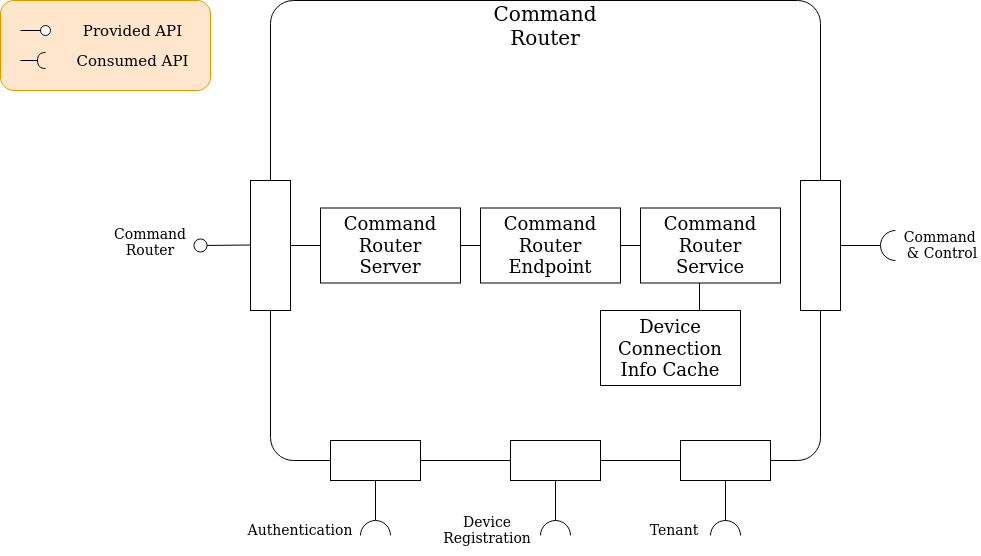 Provided API
Consumed API
Command
Router
Command
Router
Command
Router
Server
Command
Router
Endpoint
Command
Router
Service
Command
& Control
Device
Connection
Info Cache
Authentication
Device
Registration
Tenant